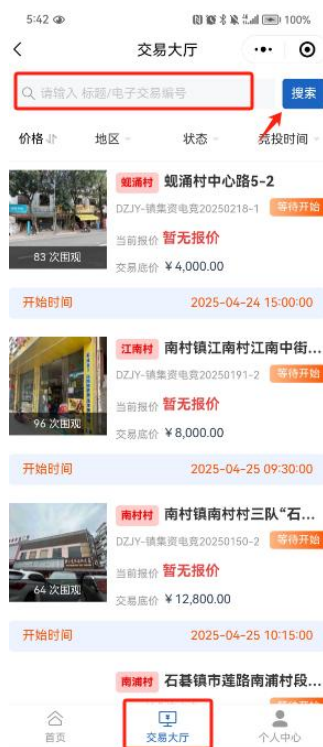 5:42
100%
交易大厅
请输入 标题/电子交易编号
搜索
价格
地区
状态
竞投时间
蚬涌村 蚬涌村中心路5-2
DZJY-镇集资电竞20250218-1 等待开始
当前报价 暂无报价
83 次围观
交易底价 ¥4,000.00
开始时间 2025-04-24 15:00:00
江南村 南村镇江南村江南中街...
DZJY-镇集资电竞20250191-2 等待开始
当前报价 暂无报价
96 次围观
交易底价 ¥8,000.00
开始时间 2025-04-25 09:30:00
南村村 南村镇南村村三队“石...
DZJY-镇集资电竞20250150-2 等待开始
当前报价 暂无报价
64 次围观
交易底价 ¥12,800.00
开始时间 2025-04-25 10:15:00
南浦村 石碁镇市莲路南浦村段...
首页
交易大厅
个人中心